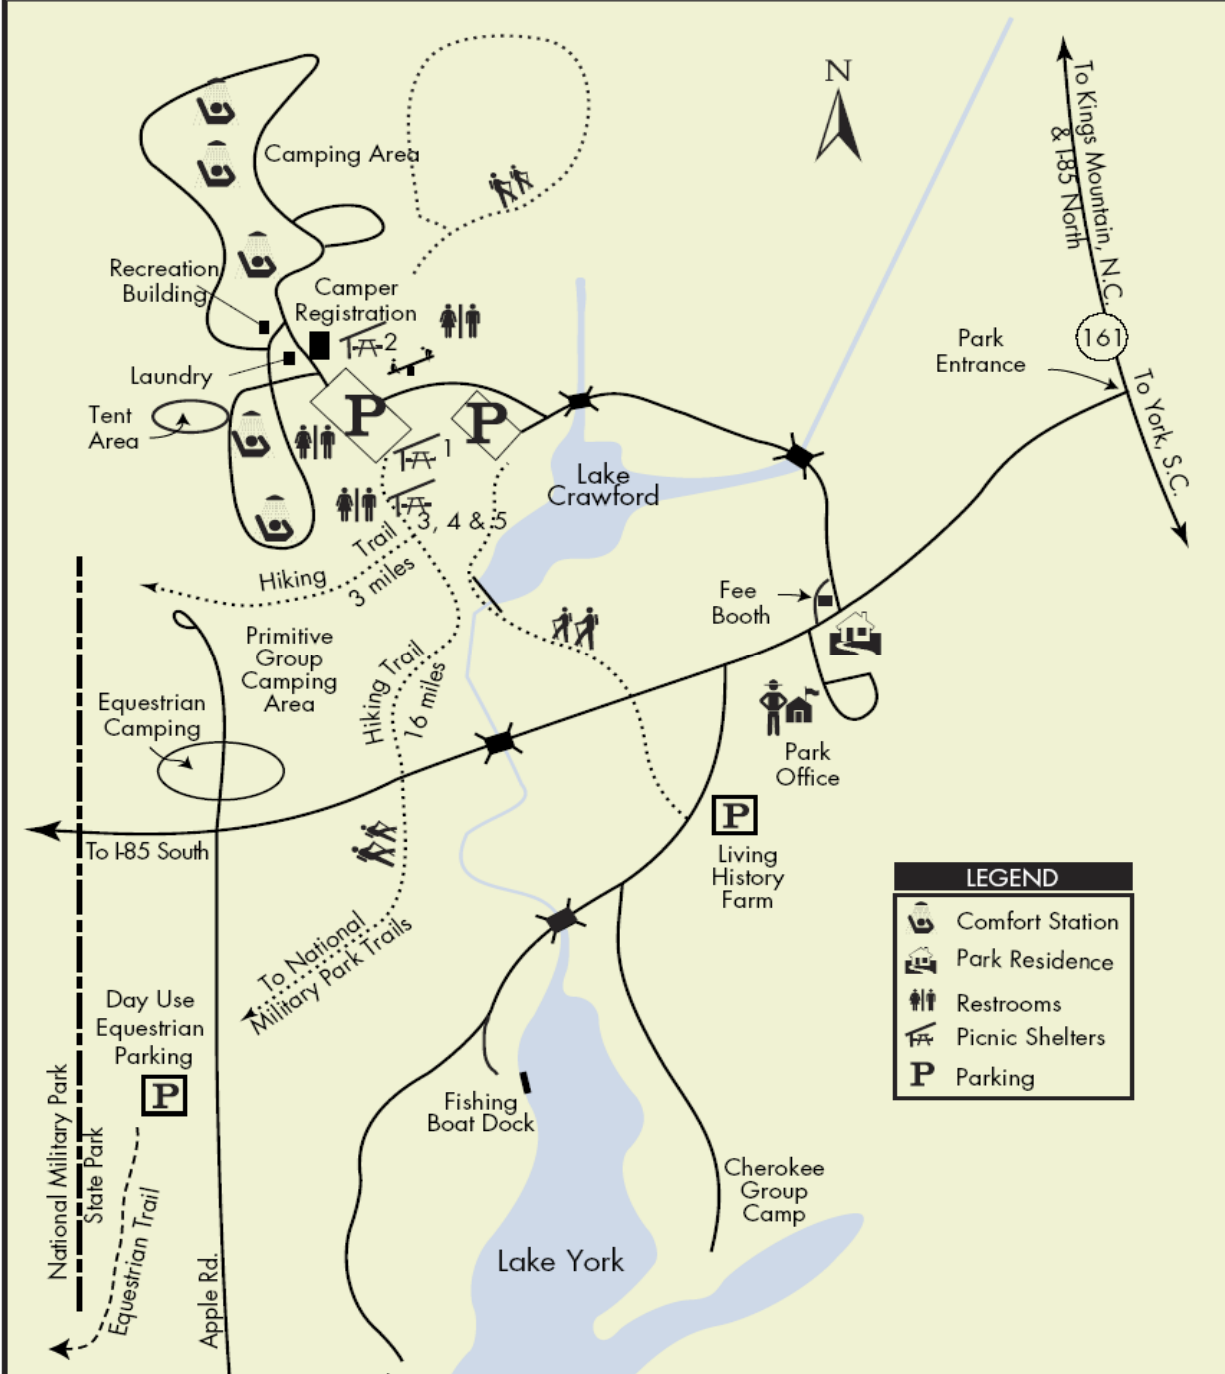 N
To Kings Mountain, N.C.
& I-85 North
Camping Area
Recreation
Building
Camper
Registration
2
161
Park
Entrance
To York, S.C.
Laundry
Tent
Area
P
P
1
Lake
Crawford
3, 4 & 5
Hiking Trail
3 miles
Fee
Booth
Primitive
Group
Camping
Area
Hiking Trail
16 miles
Equestrian
Camping
Park
Office
P
To I-85 South
Living
History
Farm
LEGEND
Comfort Station
Park Residence
Restrooms
Picnic Shelters
P Parking
To National
Military Park Trails
Day Use
Equestrian
Parking
P
Fishing
Boat Dock
National Military Park
State Park
Equestrian Trail
Apple Rd.
Cherokee
Group
Camp
Lake York